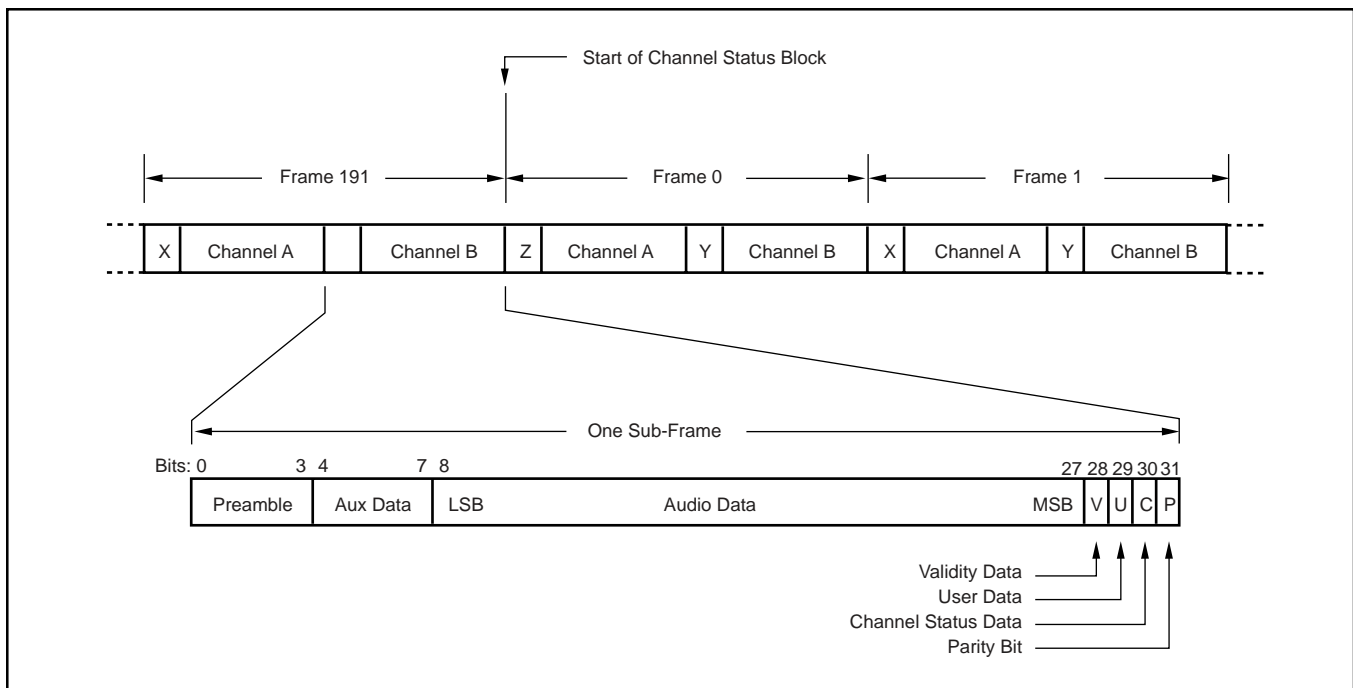 Start of Channel Status Block
Frame 191 Frame 0 Frame 1
X Channel A Channel B Z Channel A Y Channel B X Channel A Y Channel B
One Sub-Frame
Bits: 0 3 4 7 8 27 28 29 30 31
Preamble Aux Data LSB Audio Data MSB V U C P
Validity Data
User Data
Channel Status Data
Parity Bit